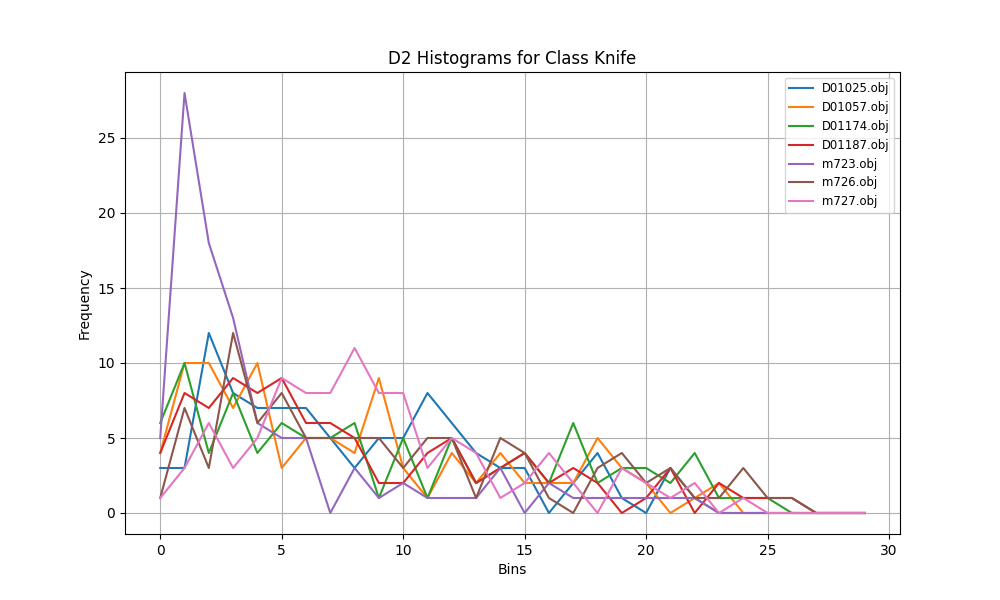 D2 Histograms for Class Knife
D01025.obj
D01057.obj
D01174.obj
D01187.obj
m723.obj
m726.obj
m727.obj
Frequency
25
20
15
10
5
0
0 5 10 15 20 25 30
Bins